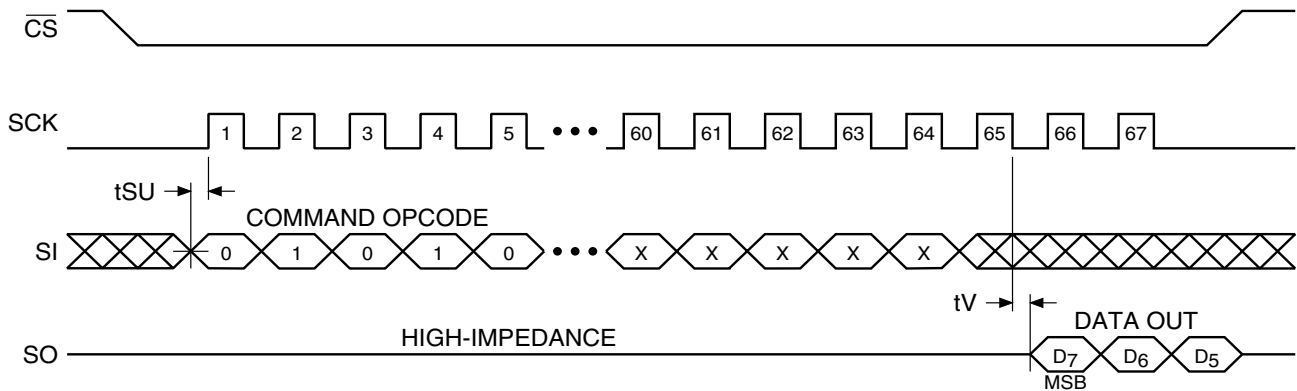 CS
SCK
1 2 3 4 5 ••• 60 61 62 63 64 65 66 67
tSU
COMMAND OPCODE
SI
0 1 0 1 0 ••• X X X X X
tV
HIGH-IMPEDANCE
DATA OUT
SO
D7 D6 D5
MSB